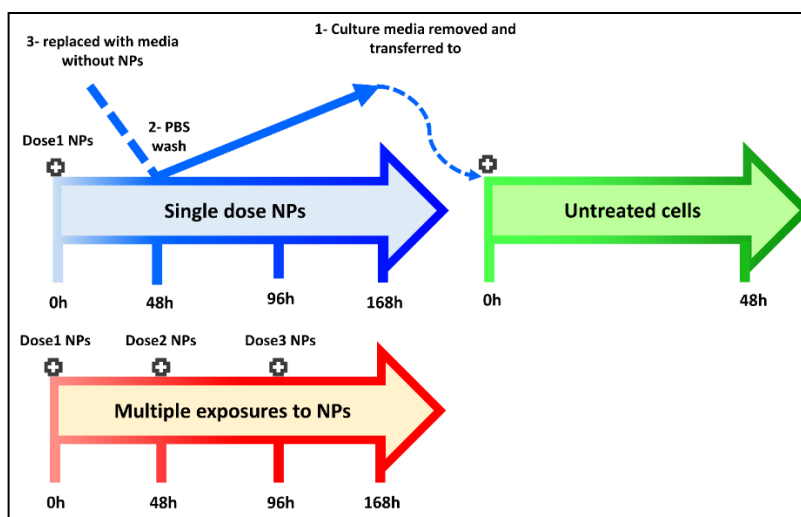 1- Culture media removed and
transferred to
3- replaced with media
without NPs
2- PBS
wash
Dose1 NPs
Single dose NPs
Untreated cells
0h
48h
96h
168h
0h
48h
Dose1 NPs
Dose2 NPs
Dose3 NPs
Multiple exposures to NPs
0h
48h
96h
168h